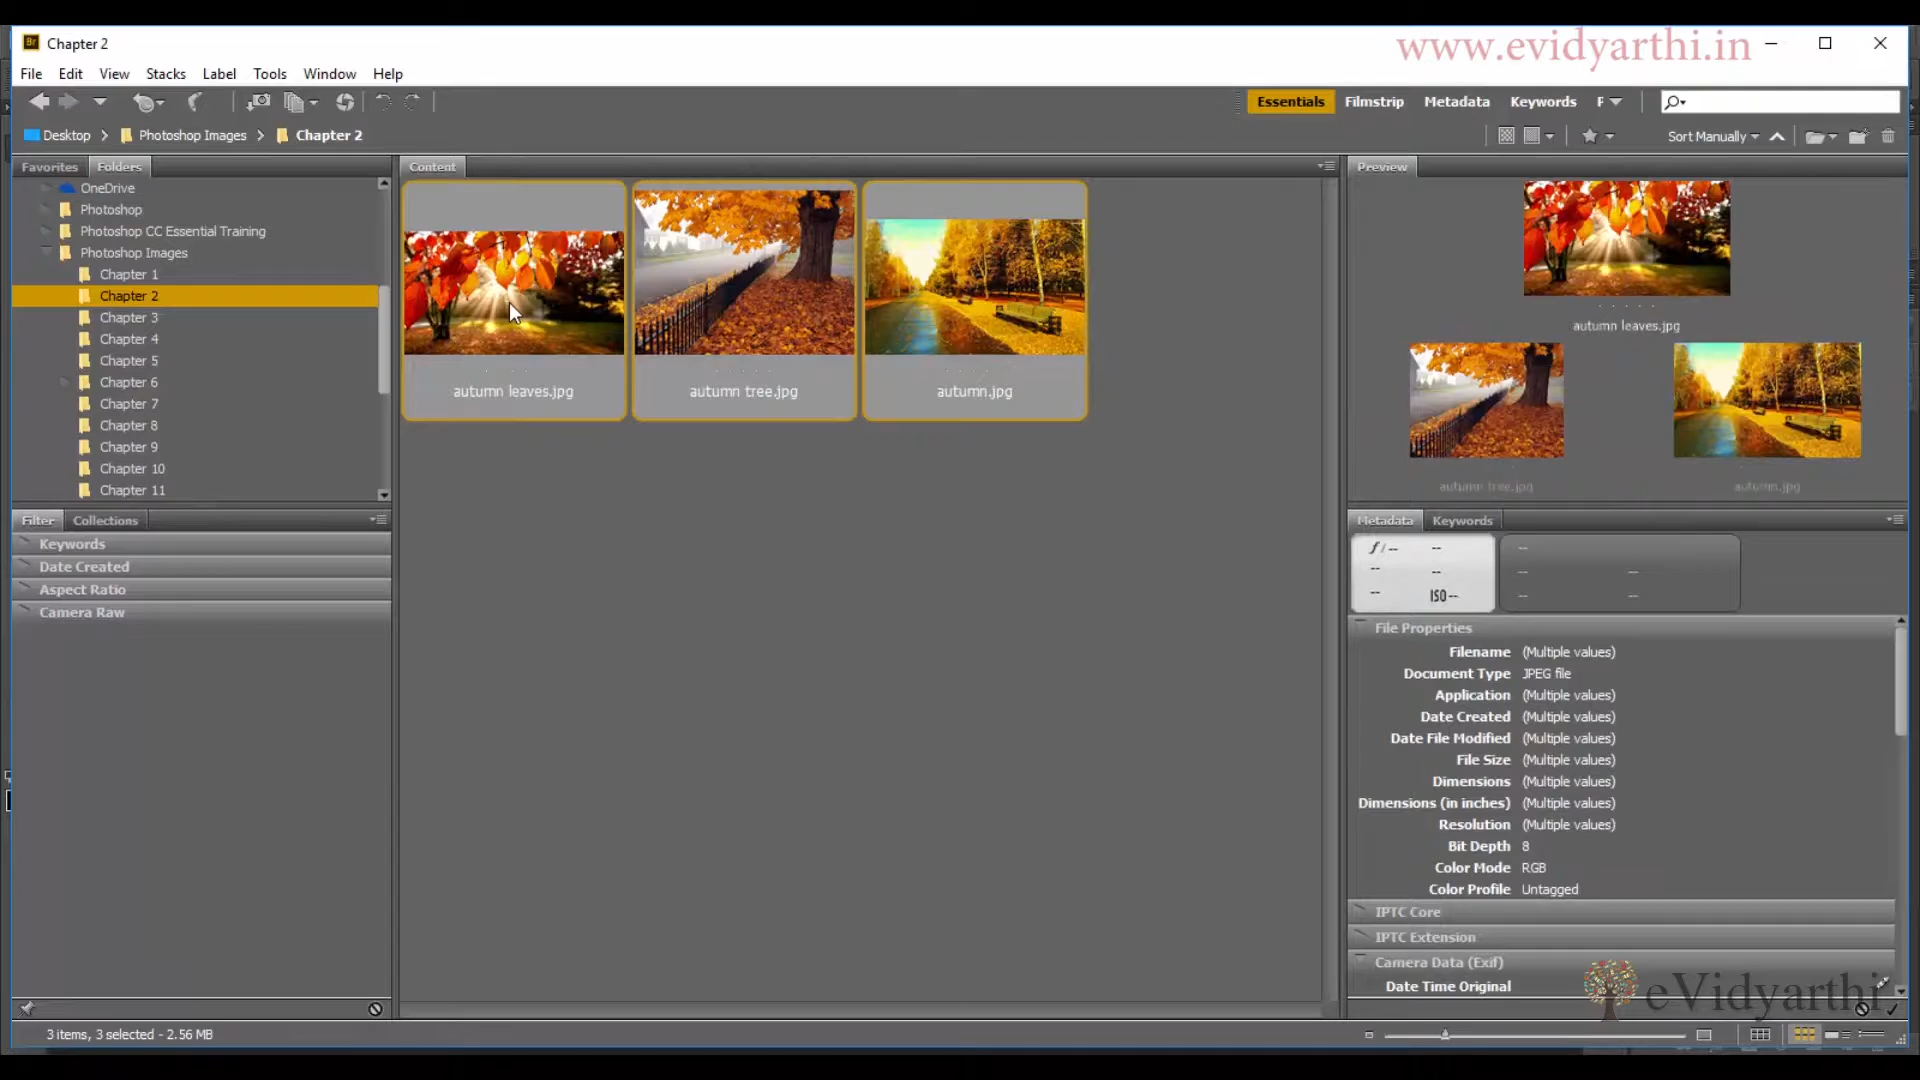 www.evidyarthi.in
Br Chapter 2
File Edit View Stacks Label Tools Window Help
Essentials Filmstrip Metadata Keywords
Desktop Photoshop Images Chapter 2
Sort Manually
Favorites Folders
OneDrive
Photoshop
Photoshop CC Essential Training
Photoshop Images
Chapter 1
Chapter 2
Chapter 3
Chapter 4
Chapter 5
Chapter 6
Chapter 7
Chapter 8
Chapter 9
Chapter 10
Chapter 11
Filter Collections
Keywords
Date Created
Aspect Ratio
Camera Raw
Content
autumn leaves.jpg autumn tree.jpg autumn.jpg
Preview
autumn leaves.jpg
autumn tree.jpg autumn.jpg
Metadata Keywords
f/-- -- --
-- -- -- --
-- ISO-- -- --
File Properties
Filename (Multiple values)
Document Type JPEG file
Application (Multiple values)
Date Created (Multiple values)
Date File Modified (Multiple values)
File Size (Multiple values)
Dimensions (Multiple values)
Dimensions (in inches) (Multiple values)
Resolution (Multiple values)
Bit Depth 8
Color Mode RGB
Color Profile Untagged
IPTC Core
IPTC Extension
Camera Data (Exif)
Date Time Original
eVidyarthi
3 items, 3 selected - 2.56 MB